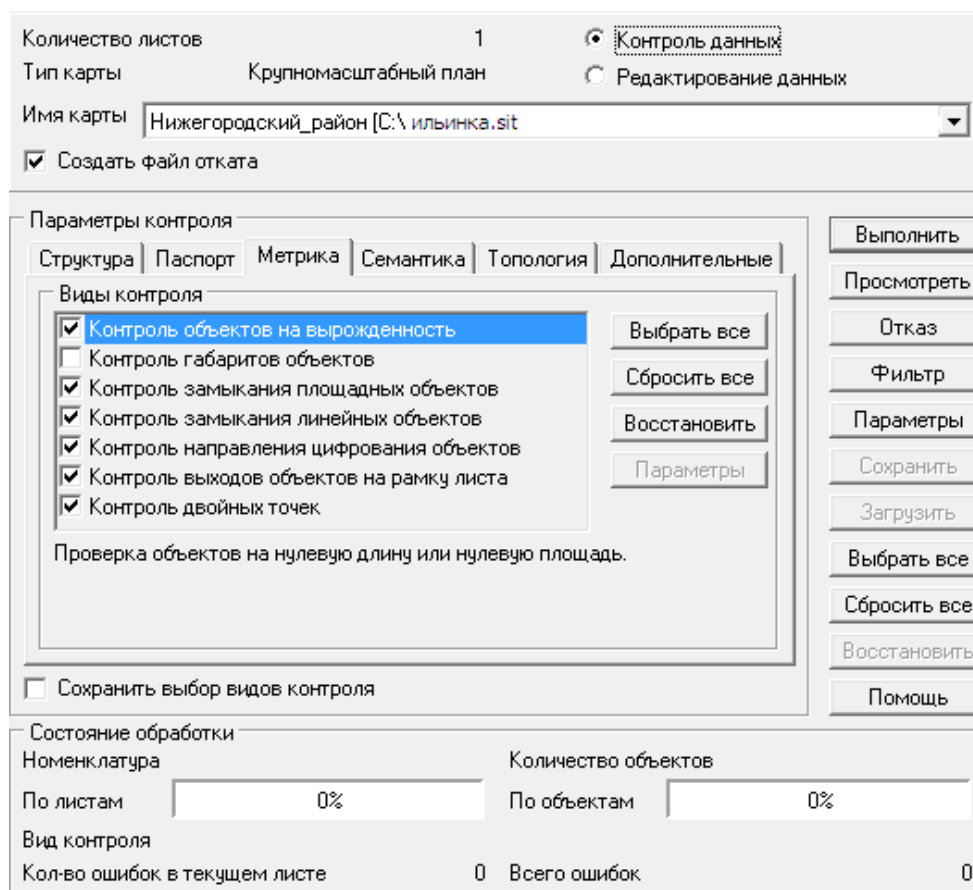 Количество листов 1 Контроль данных
Тип карты Крупномасштабный план Редактирование данных
Имя карты Нижегородский_район [C:\ ильинка.sit
Создать файл отката
Параметры контроля
Структура Паспорт Метрика Семантика Топология Дополнительные
Виды контроля
Контроль объектов на вырожденность
Контроль габаритов объектов
Контроль замыкания площадных объектов
Контроль замыкания линейных объектов
Контроль направления цифрования объектов
Контроль выходов объектов на рамку листа
Контроль двойных точек
Выбрать все
Сбросить все
Восстановить
Параметры
Проверка объектов на нулевую длину или нулевую площадь.
Сохранить выбор видов контроля
Выполнить
Просмотреть
Отказ
Фильтр
Параметры
Сохранить
Загрузить
Выбрать все
Сбросить все
Восстановить
Помощь
Состояние обработки
Номенклатура Количество объектов
По листам 0% По объектам 0%
Вид контроля
Кол-во ошибок в текущем листе 0 Всего ошибок 0